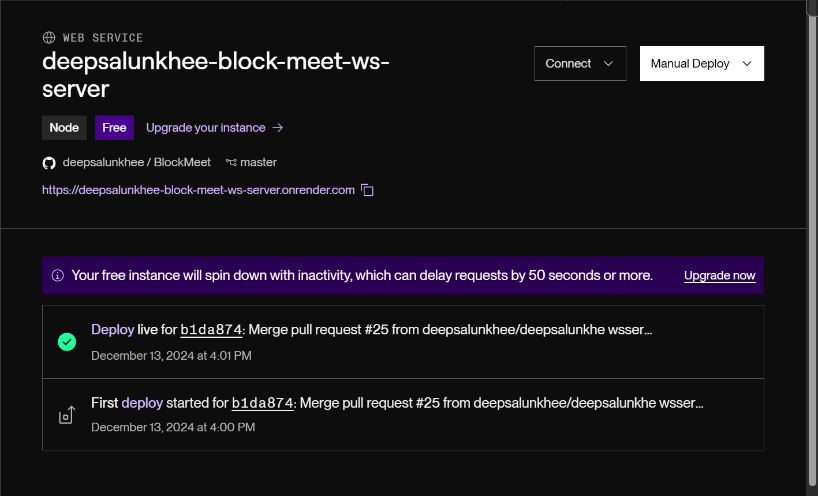 WEB SERVICE
deepsalunkhee-block-meet-ws-
server
Connect
Manual Deploy
Node
Free
Upgrade your instance
deepsalunkhee / BlockMeet
master
https://deepsalunkhee-block-meet-ws-server.onrender.com
Your free instance will spin down with inactivity, which can delay requests by 50 seconds or more.
Upgrade now
Deploy live for b1da874: Merge pull request #25 from deepsalunkhee/deepsalunkhe wsser...
December 13, 2024 at 4:01 PM
First deploy started for b1da874: Merge pull request #25 from deepsalunkhee/deepsalunkhe wsser...
December 13, 2024 at 4:00 PM